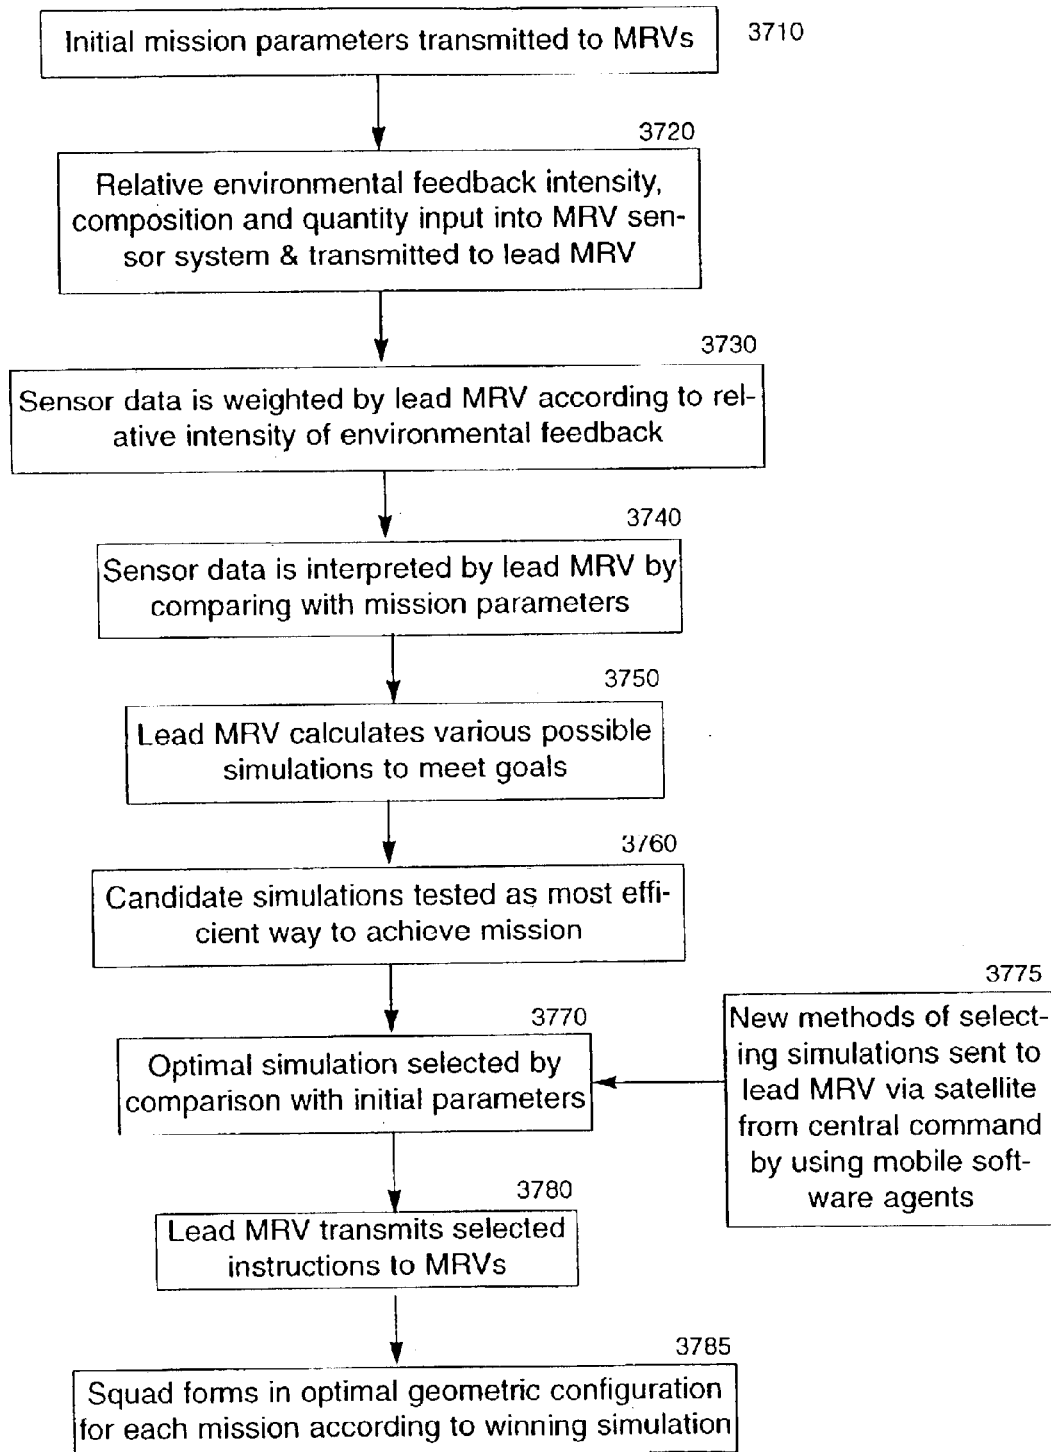 Initial mission parameters transmitted to MRVs
3710
3720
Relative environmental feedback intensity,
composition and quantity input into MRV sen-
sor system & transmitted to lead MRV
3730
Sensor data is weighted by lead MRV according to rel-
ative intensity of environmental feedback
3740
Sensor data is interpreted by lead MRV by
comparing with mission parameters
3750
Lead MRV calculates various possible
simulations to meet goals
3760
Candidate simulations tested as most effi-
cient way to achieve mission
3770
Optimal simulation selected by
comparison with initial parameters
3775
New methods of select-
ing simulations sent to
lead MRV via satellite
from central command
by using mobile soft-
ware agents
3780
Lead MRV transmits selected
instructions to MRVs
3785
Squad forms in optimal geometric configuration
for each mission according to winning simulation